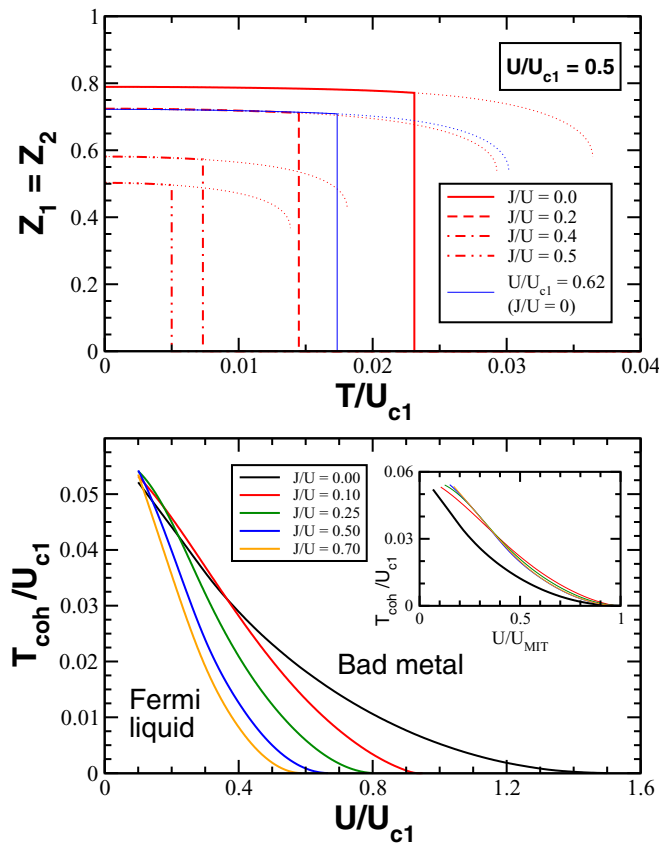 1
0.8
0.6
0.4
0.2
0
Z1 = Z2
U/Uc1 = 0.5
J/U = 0.0
J/U = 0.2
J/U = 0.4
J/U = 0.5
U/Uc1 = 0.62
(J/U = 0)
0 0.01 0.02 0.03 0.04
T/Uc1
0.05
0.04
0.03
0.02
0.01
0
Tcoh /Uc1
J/U = 0.00
J/U = 0.10
J/U = 0.25
J/U = 0.50
J/U = 0.70
0.06
0.03
0
Tcoh /Uc1
0 0.5 1
U/UMIT
Bad metal
Fermi
liquid
0 0.4 0.8 1.2 1.6
U/Uc1